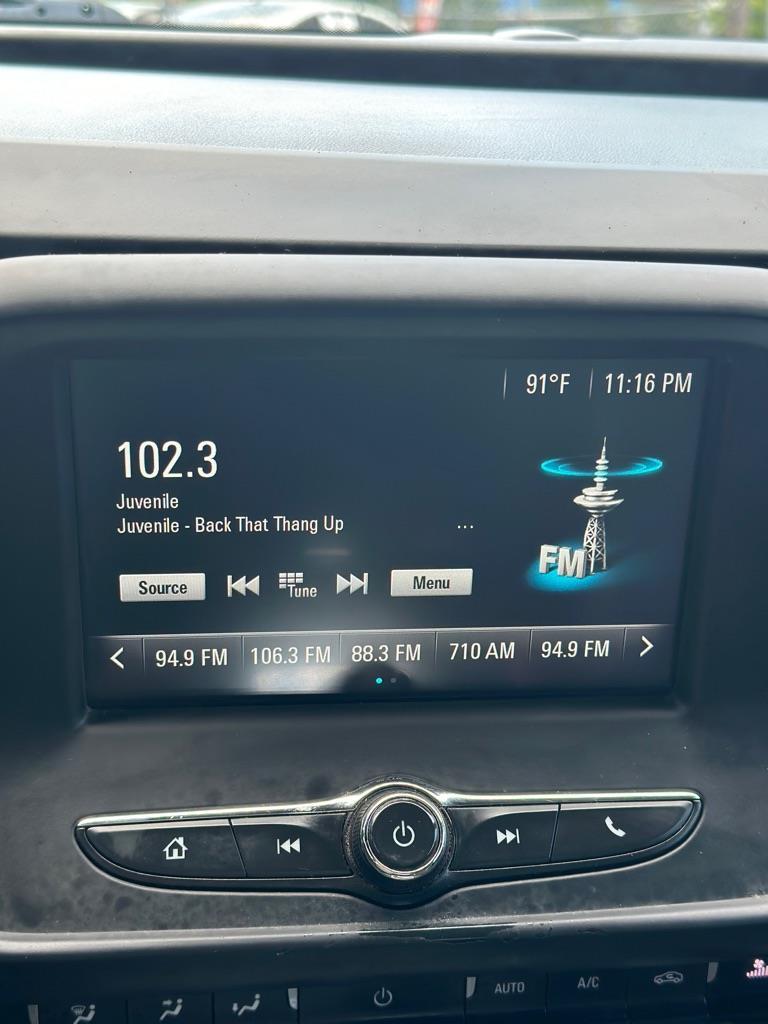 91°F 11:16 PM
102.3
Juvenile
Juvenile - Back That Thang Up ...
FM
Source Tune Menu
94.9 FM 106.3 FM 88.3 FM 710 AM 94.9 FM
AUTO A/C